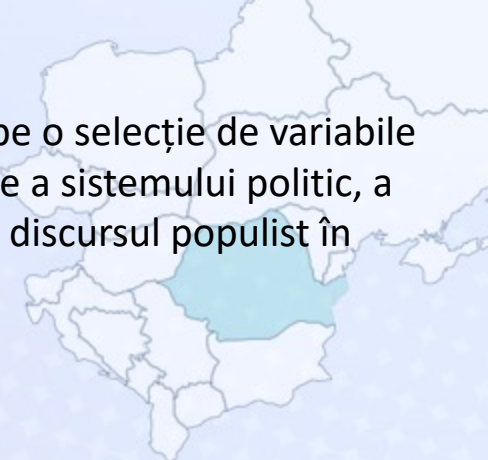 pe o selecție de variabile
e a sistemului politic, a
discursul populist în